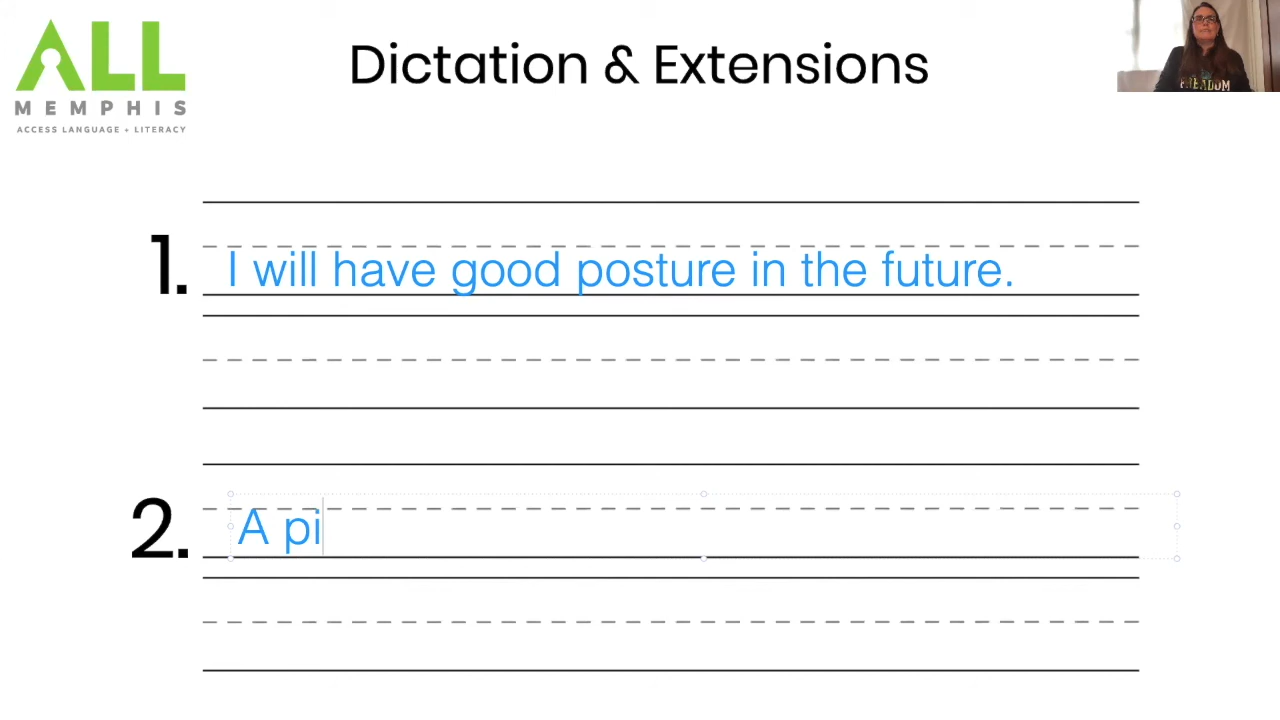 ALL
MEMPHIS
ACCESS LANGUAGE + LITERACY
Dictation & Extensions
1. I will have good posture in the future.
2. A pi